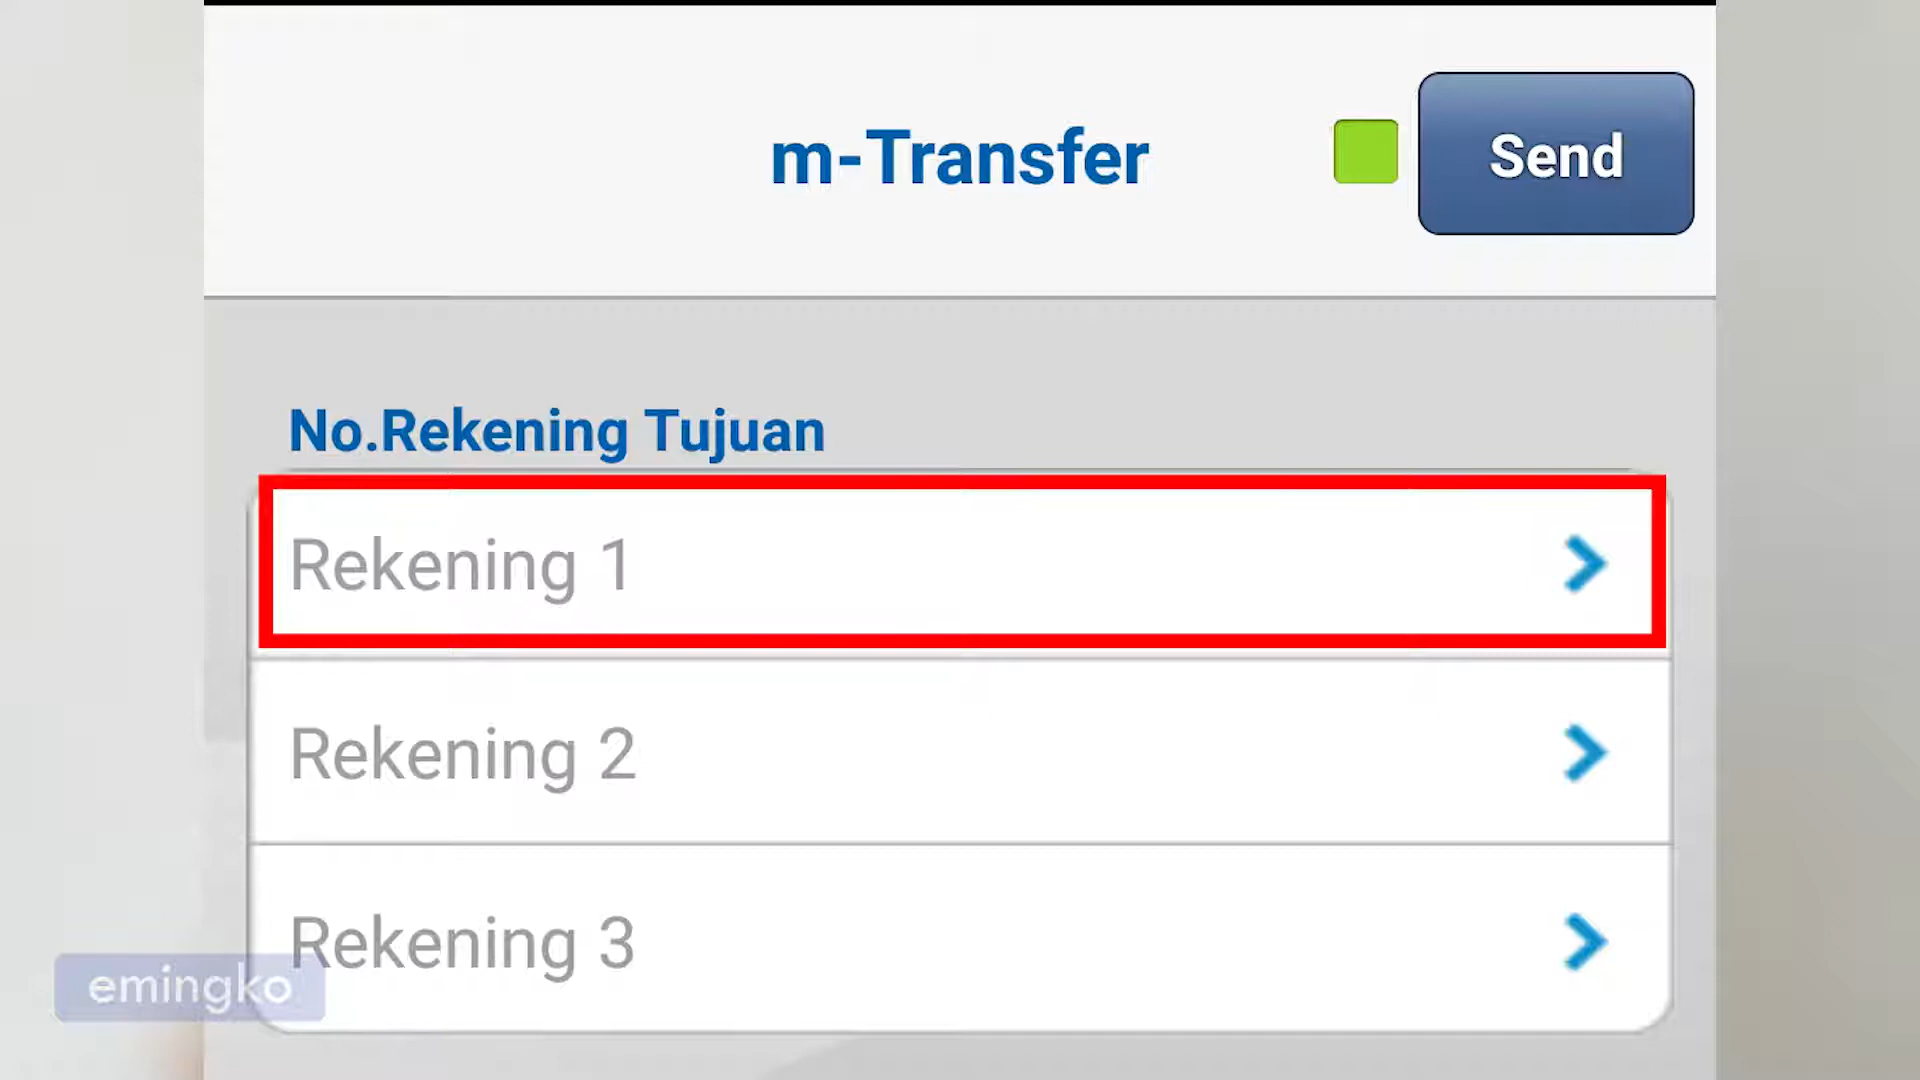 m-Transfer
Send
No.Rekening Tujuan
Rekening 1
Rekening 2
Rekening 3
emingko